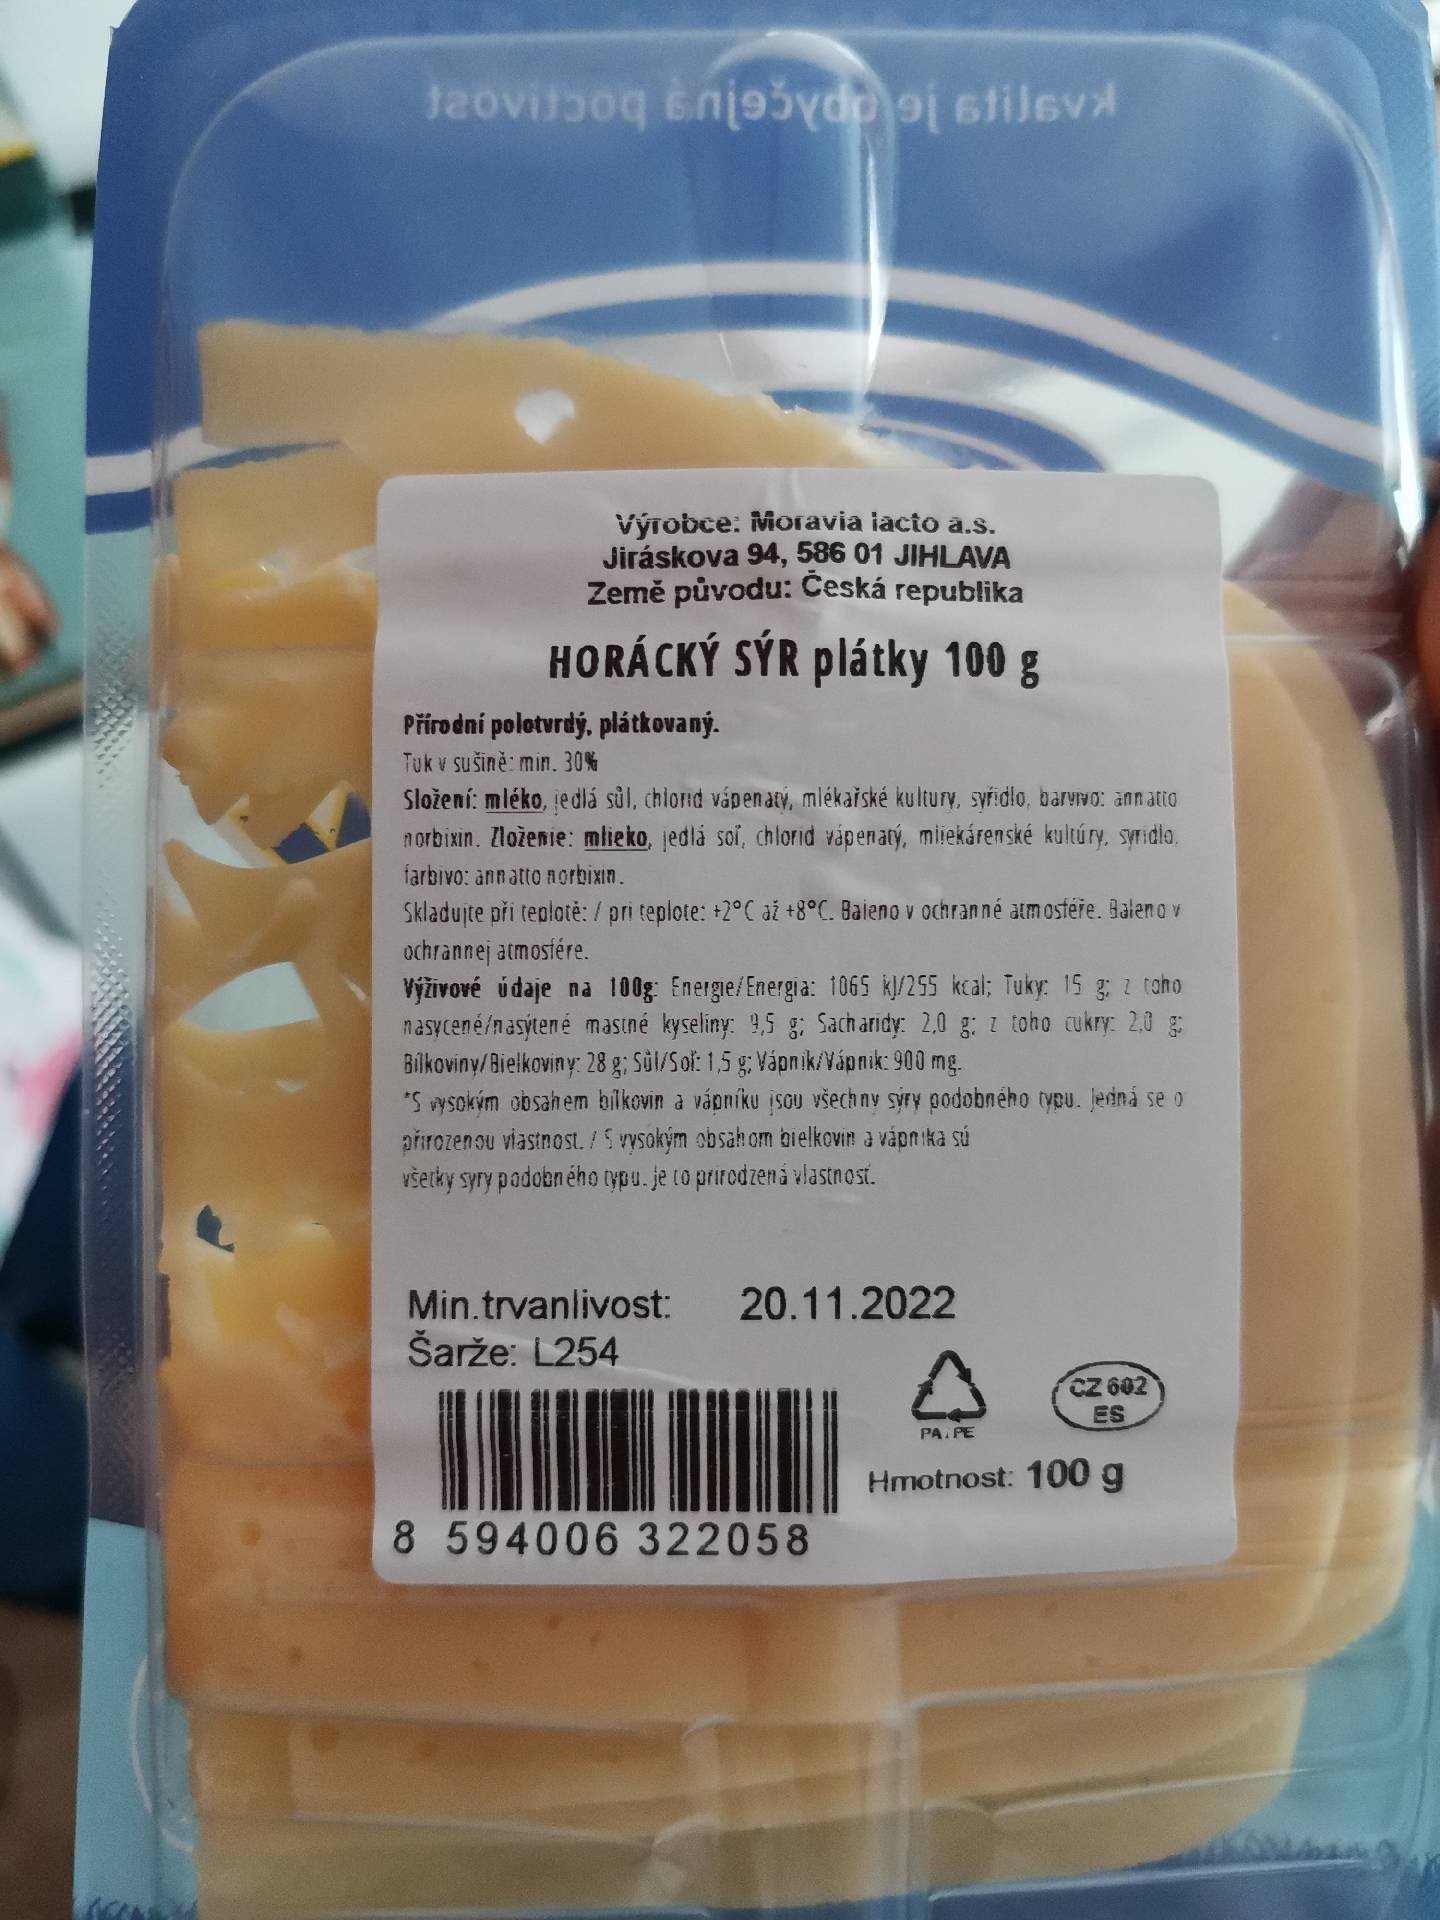 kvalita je obyčejná poctivost
Výrobce: Moravia lacto a.s.
Jiráskova 94, 586 01 JIHLAVA
Země původu: Česká republika
HORÁCKÝ SÝR plátky 100 g
Přírodní polotvrdý, plátkovaný.
Tuk v sušině: min. 30%
Složení: mléko, jedlá sůl, chlorid vápenatý, mlékařské kultury, syřidlo, barvivo: annatto
norbixin. Zloženie: mlieko, jedlá soľ, chlorid vápenatý, mliekárenské kultúry, syridlo,
farbivo: annatto norbixin.
Skladujte při teplotě: / pri teplote: +2°C až +8°C. Baleno v ochranné atmosféře. Baleno v
ochrannej atmosfére.
Výživové údaje na 100g: Energie/Energia: 1065 kJ/255 kcal; Tuky: 15 g; z toho
nasycené/nasýtené mastné kyseliny: 9,5 g; Sacharidy: 2,0 g; z toho cukry: 2,0 g;
Bílkoviny/Bielkoviny: 28 g; Sůl/Soľ: 1,5 g; Vápník/Vápnik: 900 mg.
*S vysokým obsahem bílkovin a vápníku jsou všechny sýry podobného typu. Jedná se o
přirozenou vlastnost. / S vysokým obsahom bielkovin a vápnika sú
všetky syry podobného typu. Je to prirodzená vlastnosť.
Min.trvanlivost: 20.11.2022
Šarže: L254
PA.PE
CZ 602
ES
Hmotnost: 100 g
8 594006 322058